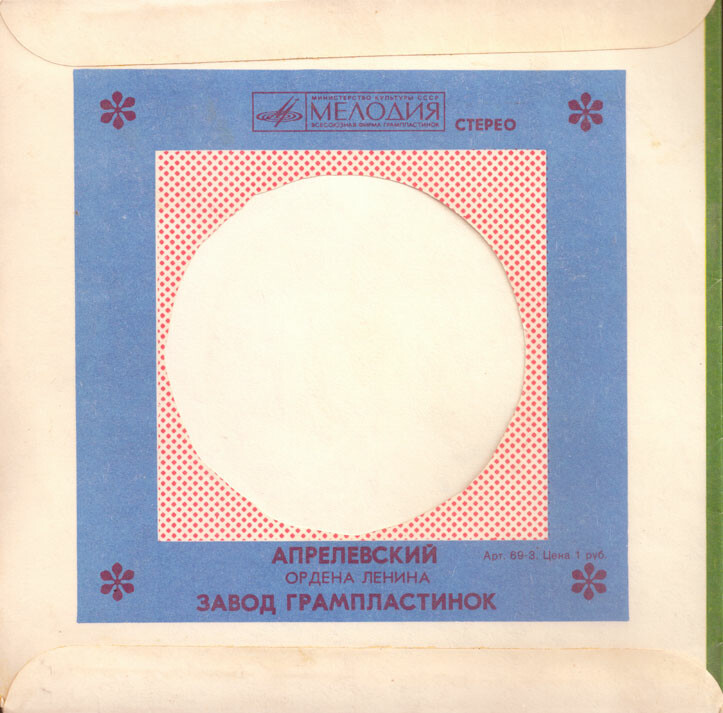 МИНИСТЕРСТВО КУЛЬТУРЫ СССР
МЕЛОДИЯ
ВСЕСОЮЗНАЯ ФИРМА ГРАМПЛАСТИНОК
СТЕРЕО
АПРЕЛЕВСКИЙ
Арт. 69-3. Цена 1 руб.
ОРДЕНА ЛЕНИНА
ЗАВОД ГРАМПЛАСТИНОК